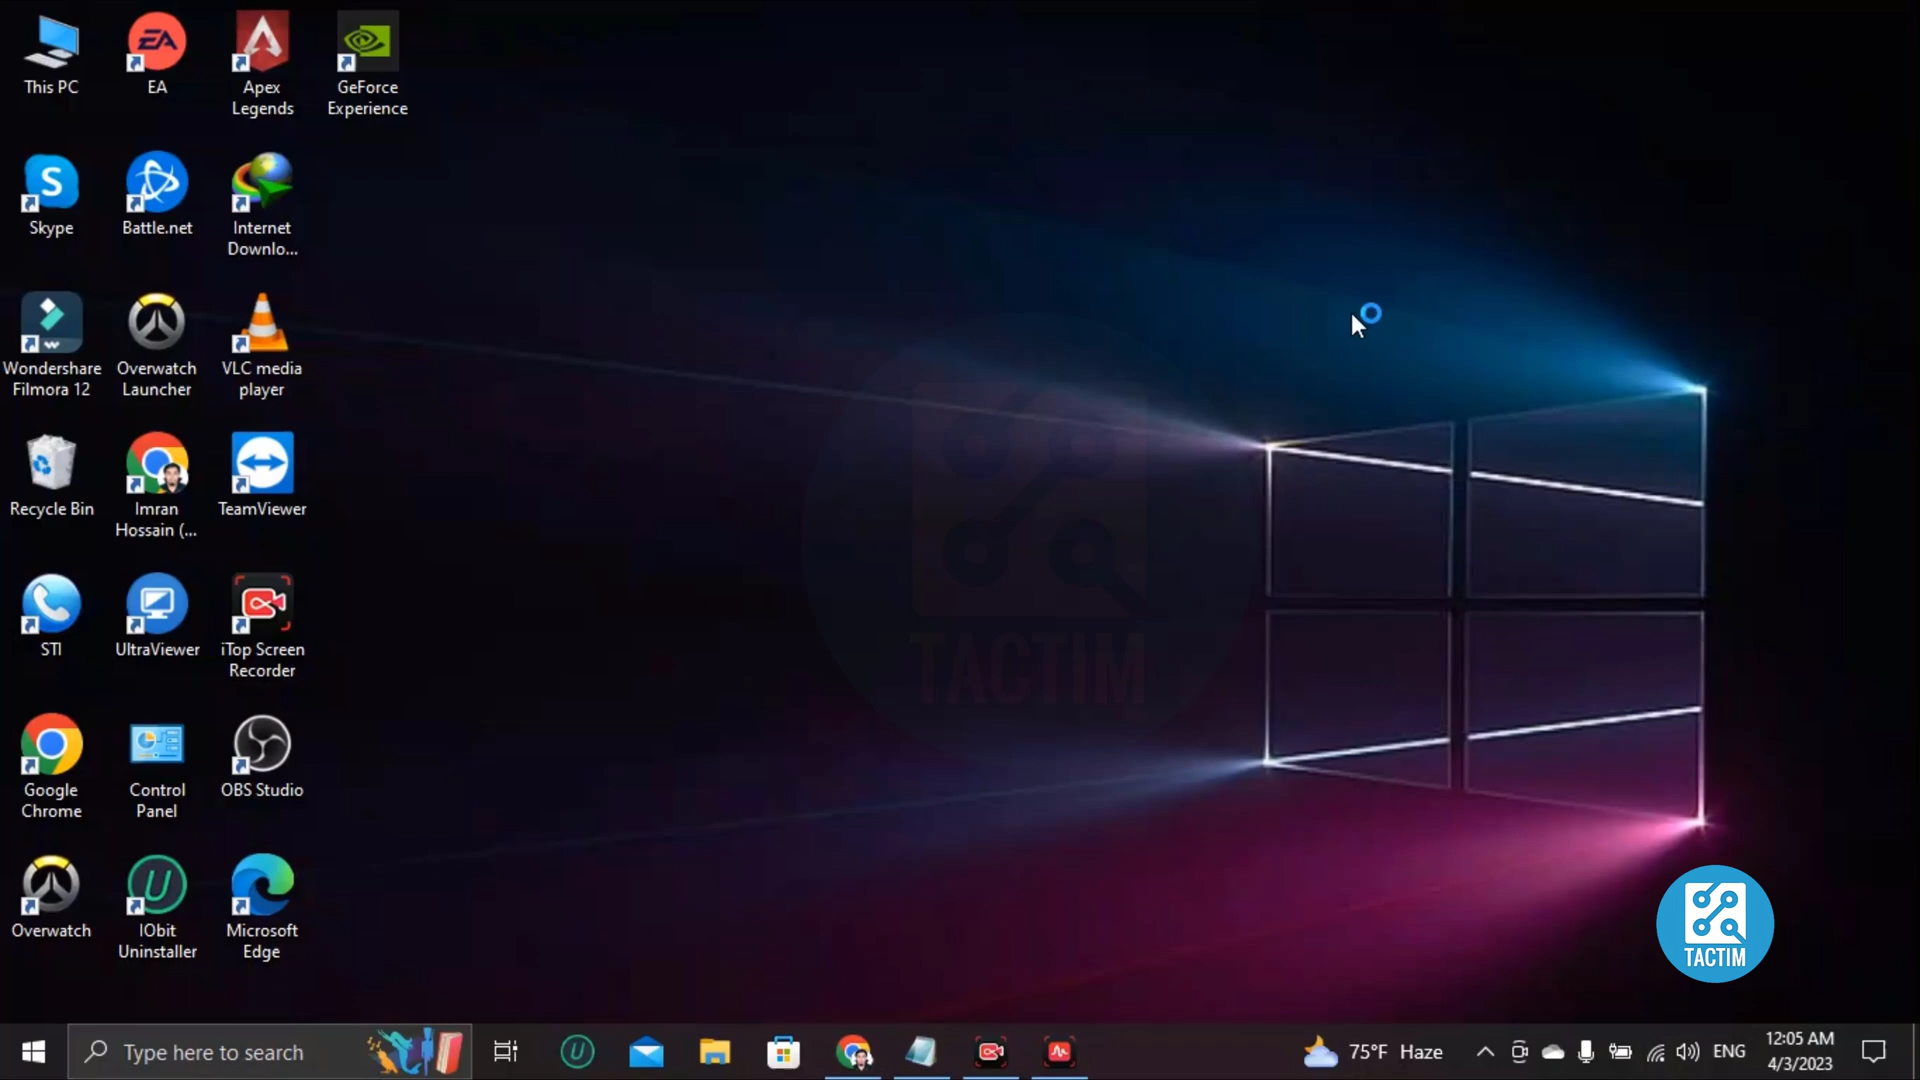 This PC
EA
Apex
Legends
GeForce
Experience
Skype
Battle.net
Internet
Downlo...
Wondershare
Filmora 12
Overwatch
Launcher
VLC media
player
Recycle Bin
Imran
Hossain (...
TeamViewer
STI
UltraViewer
iTop Screen
Recorder
Google
Chrome
Control
Panel
OBS Studio
Overwatch
IObit
Uninstaller
Microsoft
Edge
TACTIM
TACTIM
Type here to search
75°F Haze
ENG
12:05 AM
4/3/2023